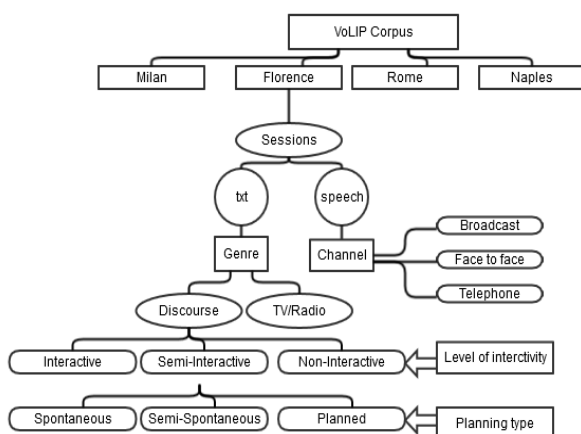 VoLIP Corpus
Milan
Florence
Rome
Naples
Sessions
txt
speech
Broadcast
Genre
Channel
Face to face
Telephone
Discourse
TV/Radio
Interactive
Semi-Interactive
Non-Interactive
Level of interctivity
Spontaneous
Semi-Spontaneous
Planned
Planning type